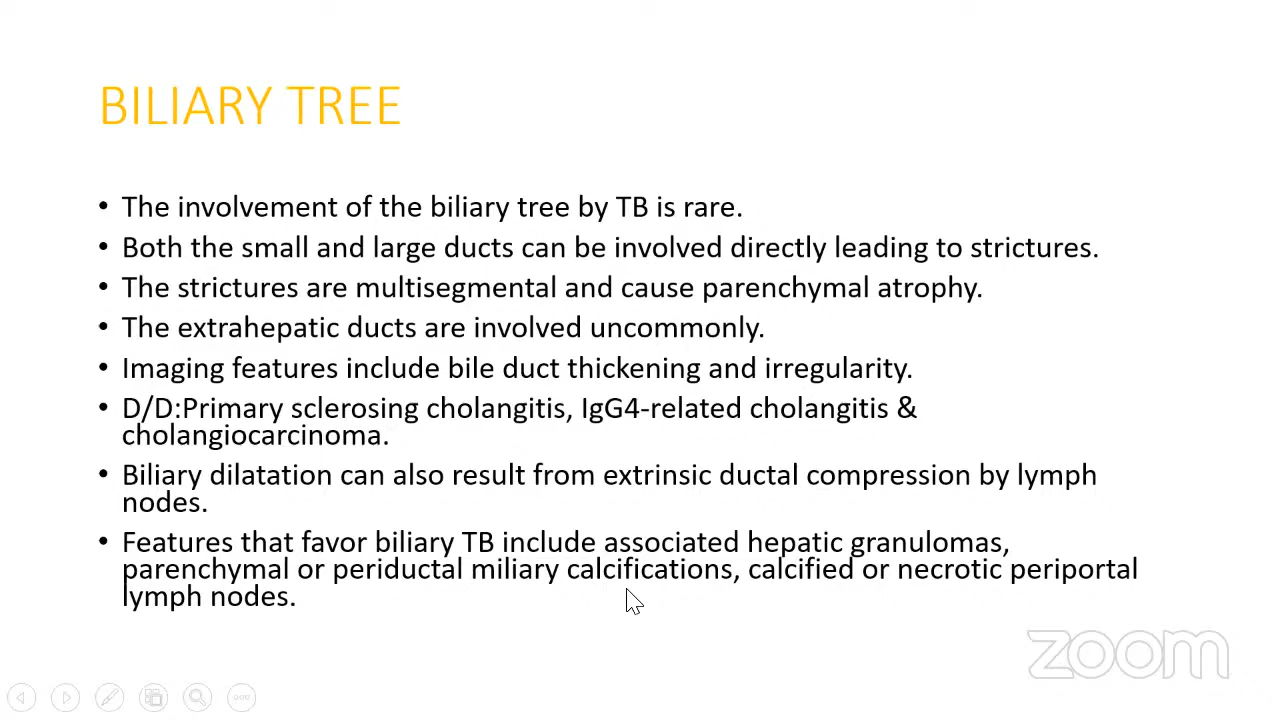 BILIARY TREE
• The involvement of the biliary tree by TB is rare.
• Both the small and large ducts can be involved directly leading to strictures.
• The strictures are multisegmental and cause parenchymal atrophy.
• The extrahepatic ducts are involved uncommonly.
• Imaging features include bile duct thickening and irregularity.
• D/D:Primary sclerosing cholangitis, IgG4-related cholangitis &
cholangiocarcinoma.
• Biliary dilatation can also result from extrinsic ductal compression by lymph
nodes.
• Features that favor biliary TB include associated hepatic granulomas,
parenchymal or periductal miliary calcifications, calcified or necrotic periportal
lymph nodes.
zoom